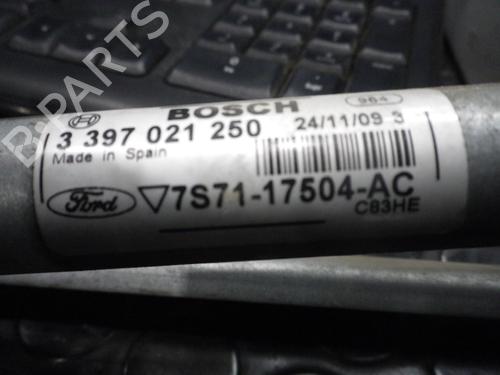 B-PARTS
BOSCH
964
3 397 021 250
24/11/09 3
Made in Spain
Ford
7S71-17504-AC
C83HE